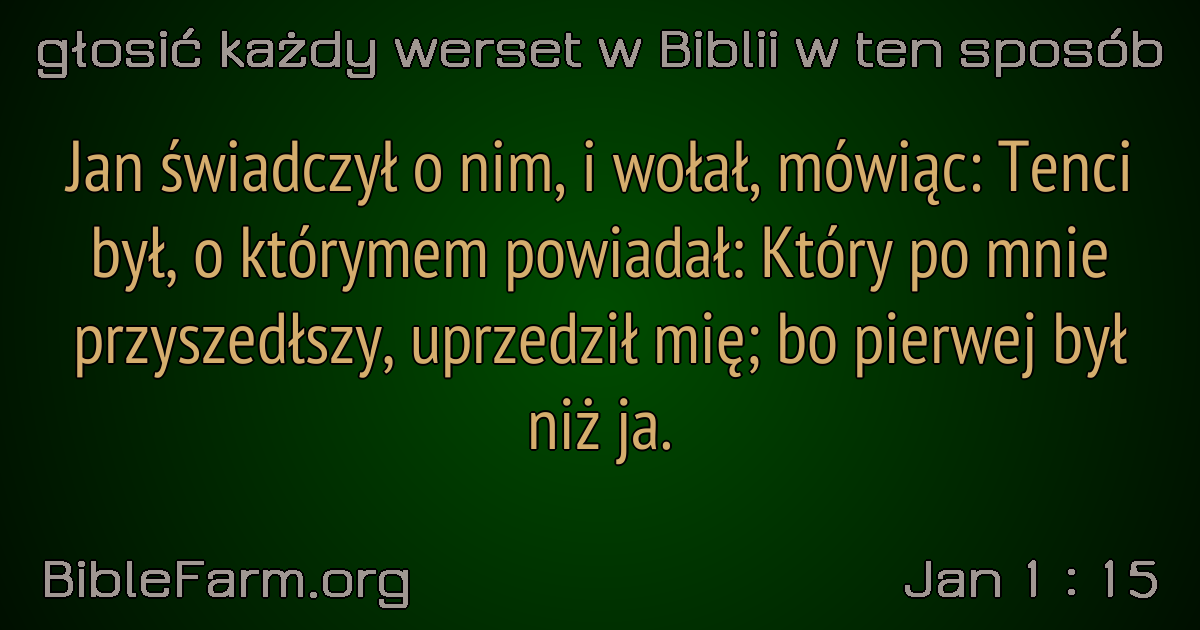 głosić każdy werset w Biblii w ten sposób
Jan świadczył o nim, i wołał, mówiąc: Tenci
był, o którymem powiadał: Który po mnie
przyszedłszy, uprzedził mię; bo pierwej był
niż ja.
BibleFarm.org
Jan 1 : 15